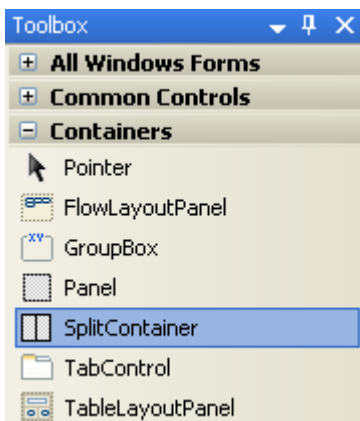 Toolbox
All Windows Forms
Common Controls
Containers
Pointer
FlowLayoutPanel
GroupBox
Panel
SplitContainer
TabControl
TableLayoutPanel